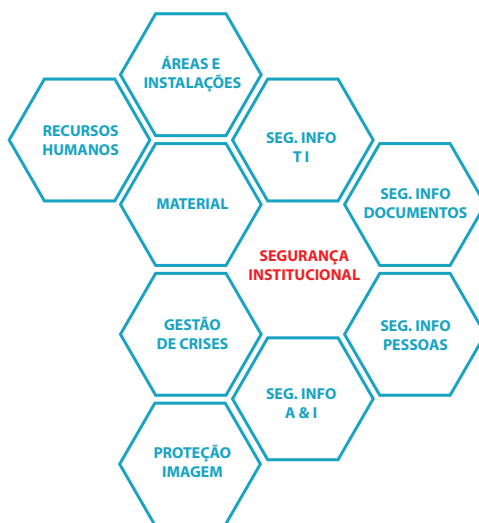 ÁREAS E
INSTALAÇÕES
RECURSOS
HUMANOS
SEG. INFO
T I
MATERIAL
SEG. INFO
DOCUMENTOS
SEGURANÇA
INSTITUCIONAL
GESTÃO
DE CRISES
SEG. INFO
PESSOAS
SEG. INFO
A & I
PROTEÇÃO
IMAGEM